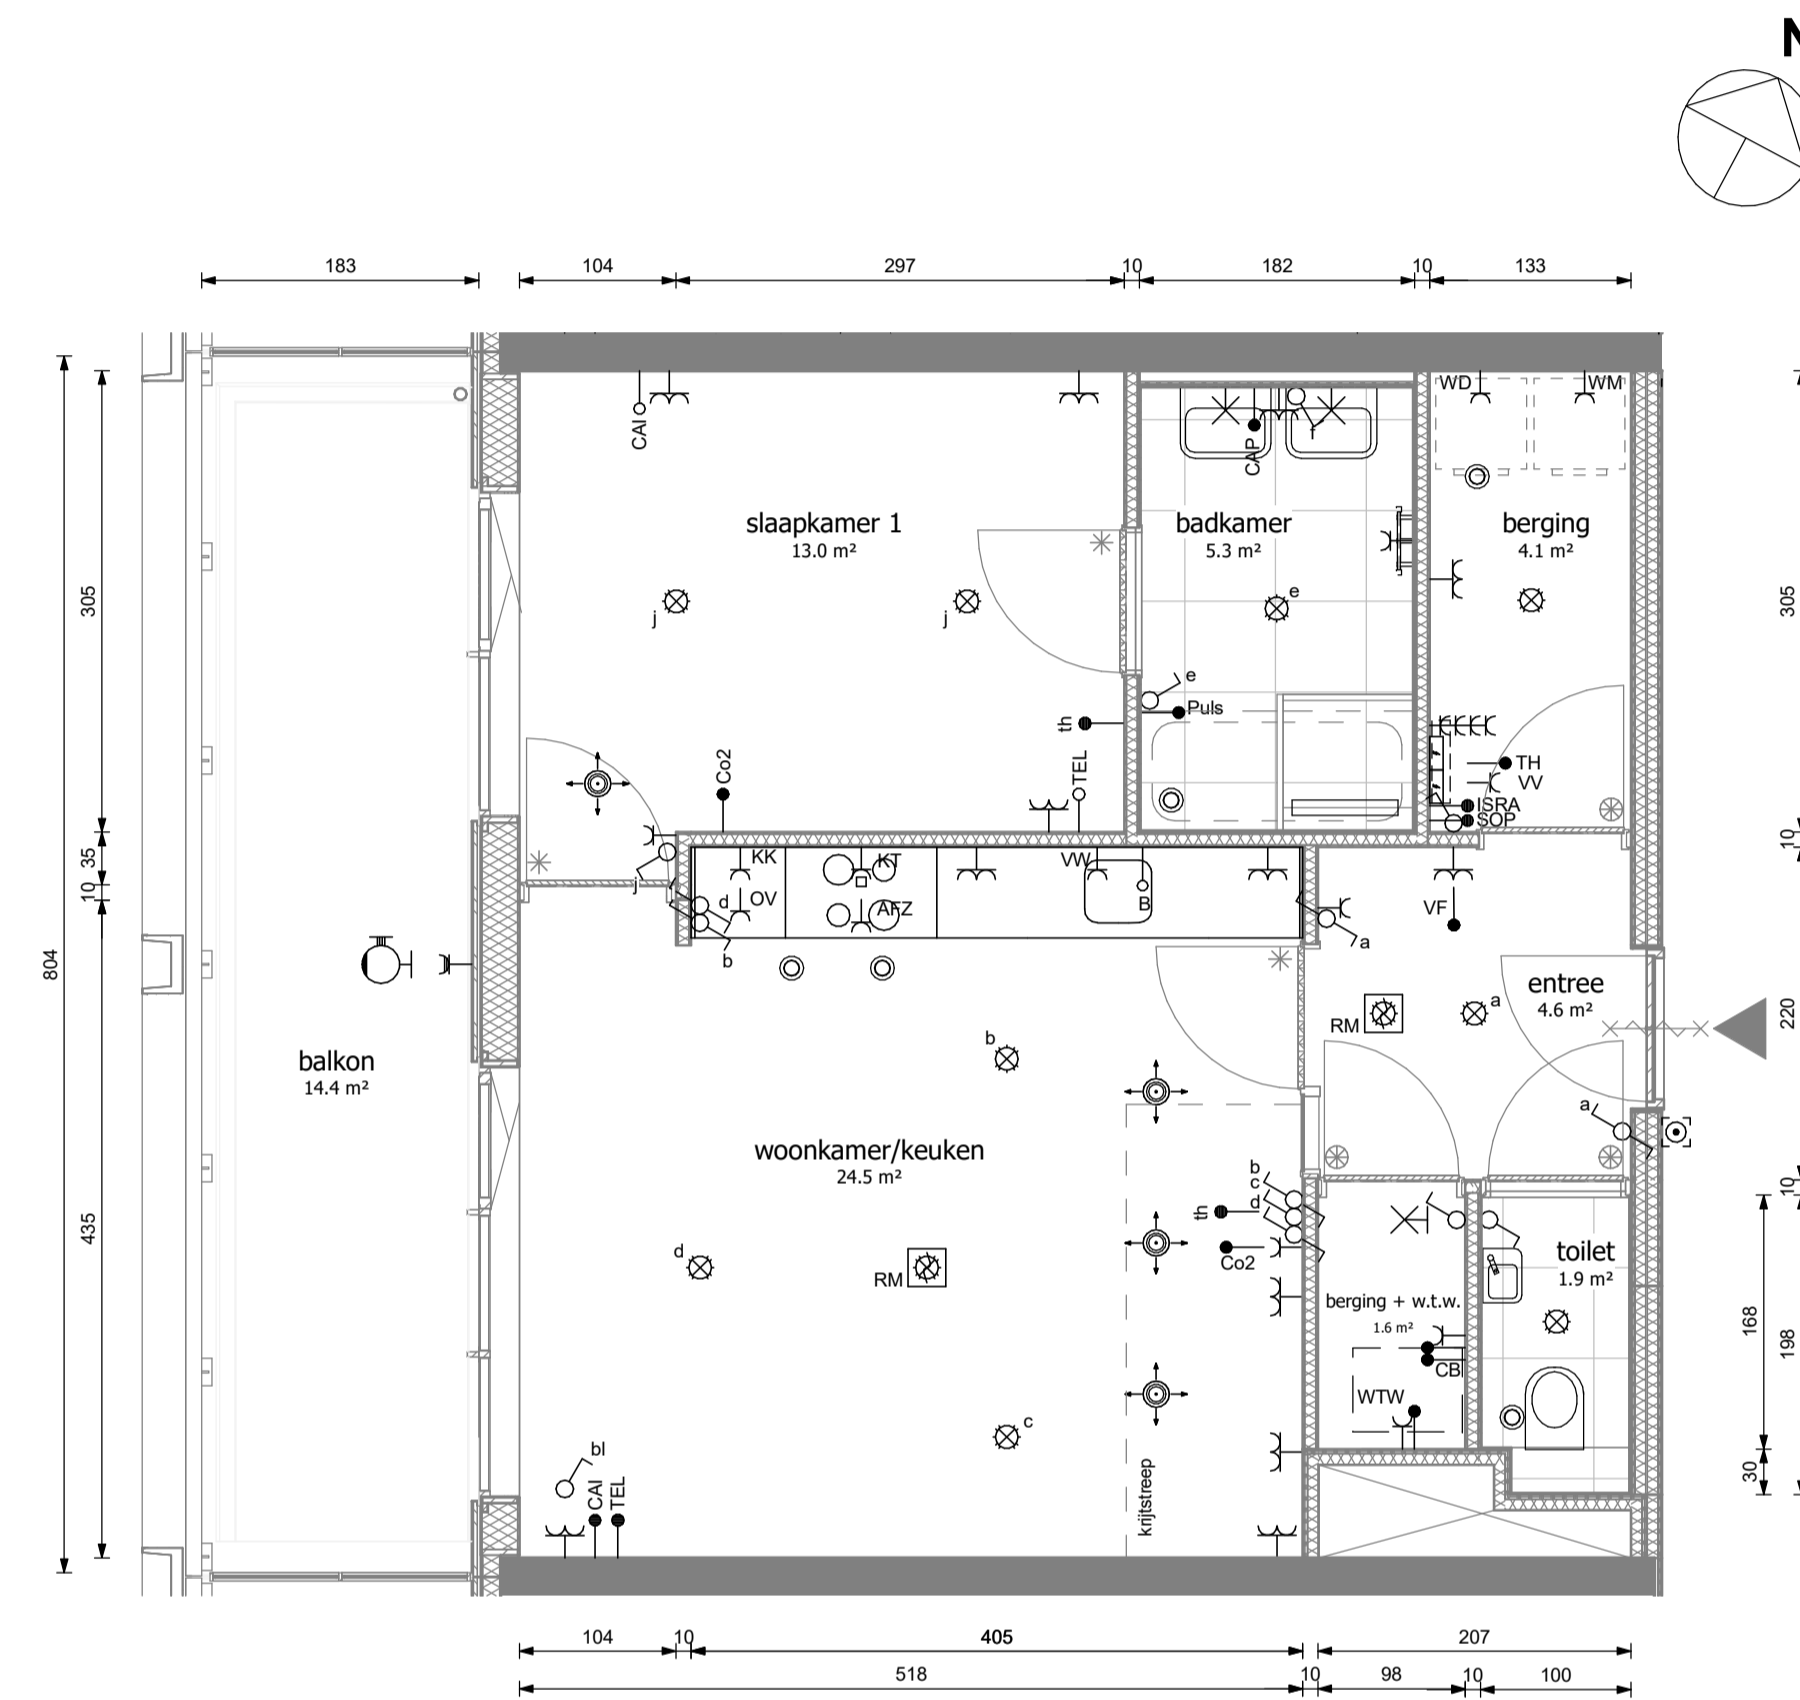 N
183
104
297
10
182
10
133
WD
WM
CAI
CAP
f
slaapkamer 1
13.0 m²
badkamer
5.3 m²
berging
4.1 m²
305
305
j
j
e
e
Puls
th
Co2
TEL
TH
VV
ISRA
SOP
10
35
10
10
j
KK
KT
VW
OV
AFZ
B
d
b
VF
a
804
entree
4.6 m²
220
RM
a
b
balkon
14.4 m²
a
woonkamer/keuken
24.5 m²
b
c
d
10
th
Co2
d
RM
toilet
1.9 m²
435
berging + w.t.w.
1.6 m²
168
198
CB
WTW
c
bl
CAI
TEL
krijtstreep
30
104
10
405
207
518
10
98
10
100